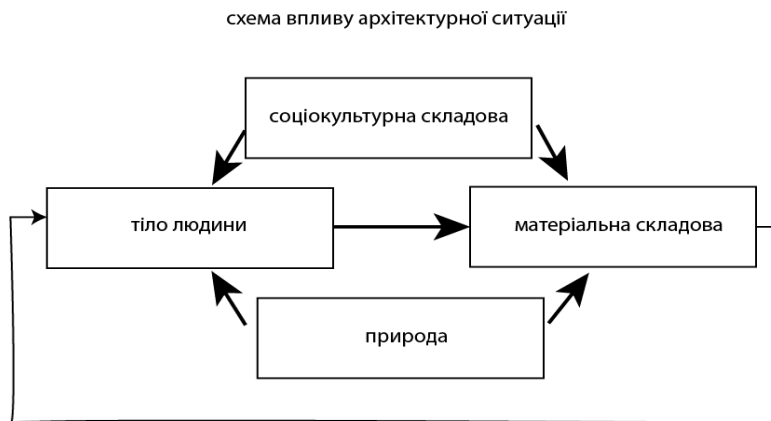 схема впливу архітектурної ситуації
соціокультурна складова
тіло людини
матеріальна складова
природа